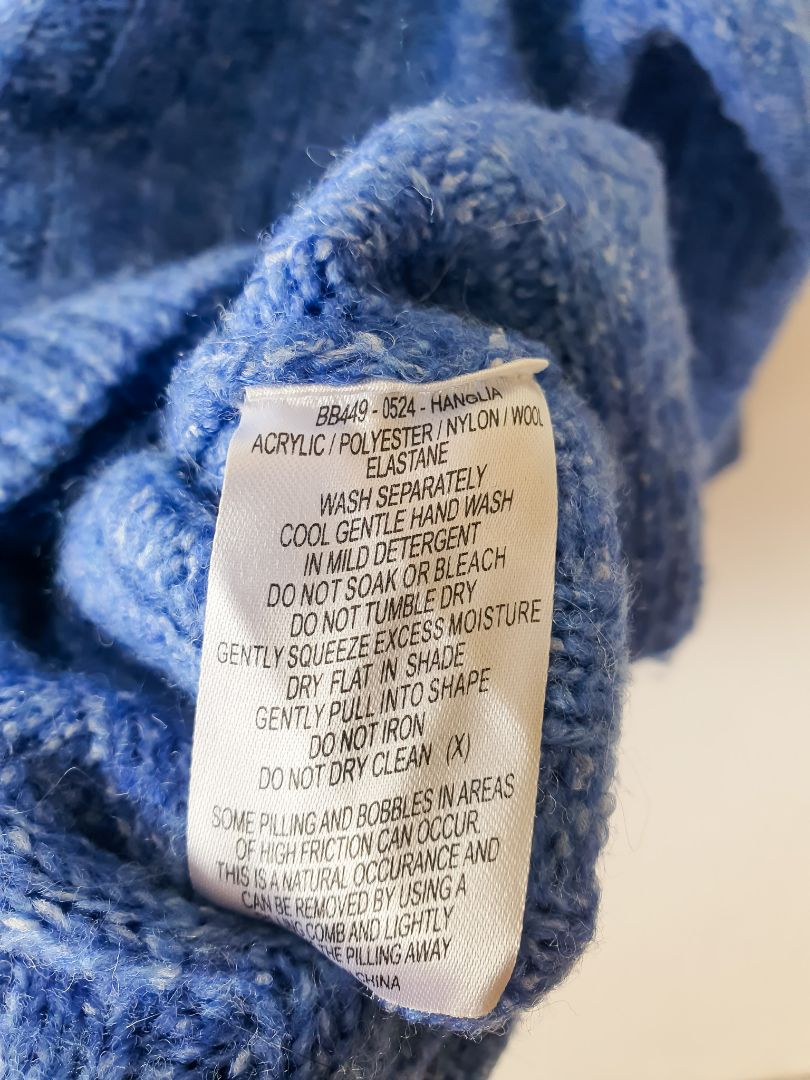 BB449 - 0524 - HANGLIA
ACRYLIC / POLYESTER / NYLON / WOOL
ELASTANE
WASH SEPARATELY
COOL GENTLE HAND WASH
IN MILD DETERGENT
DO NOT SOAK OR BLEACH
DO NOT TUMBLE DRY
GENTLY SQUEEZE EXCESS MOISTURE
DRY FLAT IN SHADE
GENTLY PULL INTO SHAPE
DO NOT IRON
DO NOT DRY CLEAN (X)
SOME PILLING AND BOBBLES IN AREAS
OF HIGH FRICTION CAN OCCUR
THIS IS A NATURAL OCCURANCE AND
CAN BE REMOVED BY USING A
COMB AND LIGHTLY
THE PILLING AWAY